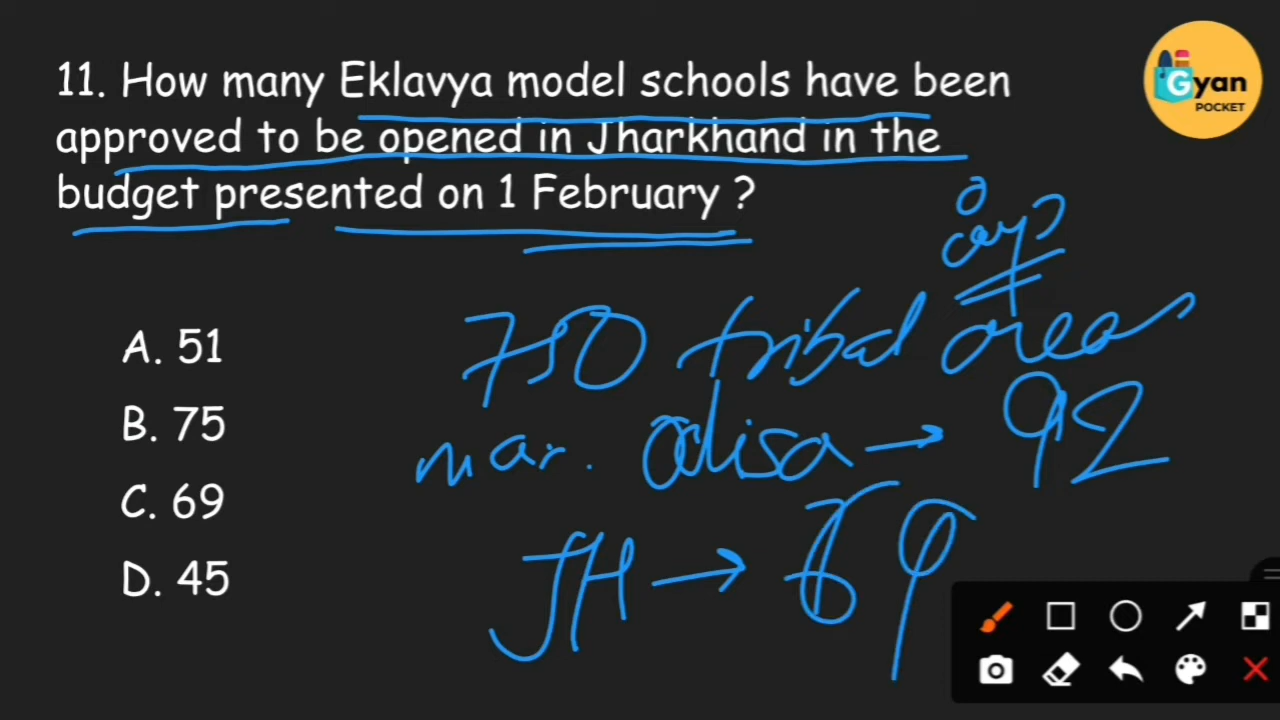 11. How many Eklavya model schools have been
approved to be opened in Jharkhand in the
budget presented on 1 February ?
Gyan
POCKET
A. 51
B. 75
C. 69
D. 45
750 tribal area
mar. odisa → 92
JH → 69